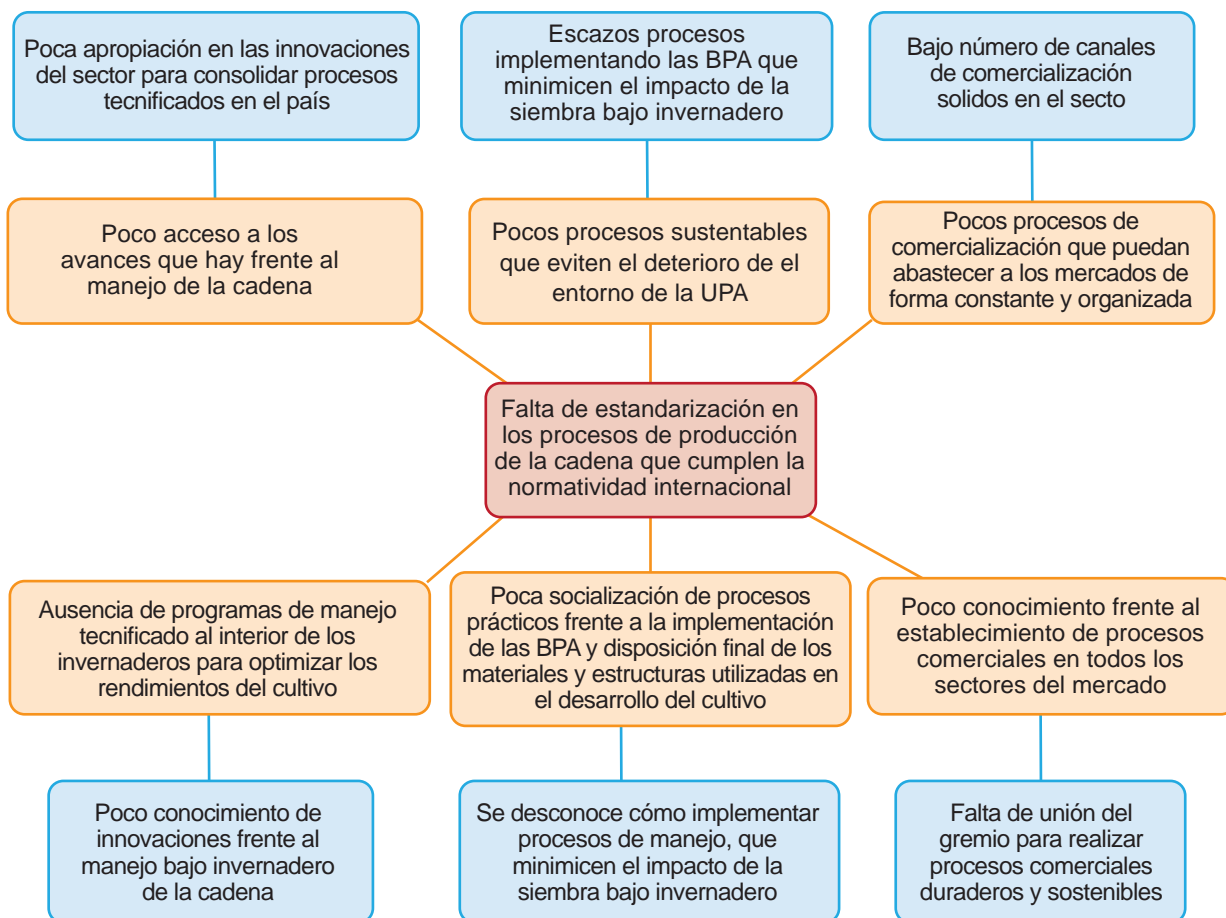 Poca apropiación en las innovaciones
del sector para consolidar procesos
tecnificados en el país
Escazos procesos
implementando las BPA que
minimicen el impacto de la
siembra bajo invernadero
Bajo número de canales
de comercialización
solidos en el secto
Poco acceso a los
avances que hay frente al
manejo de la cadena
Pocos procesos sustentables
que eviten el deterioro de el
entorno de la UPA
Pocos procesos de
comercialización que puedan
abastecer a los mercados de
forma constante y organizada
Falta de estandarización en
los procesos de producción
de la cadena que cumplen la
normatividad internacional
Ausencia de programas de manejo
tecnificado al interior de los
invernaderos para optimizar los
rendimientos del cultivo
Poca socialización de procesos
prácticos frente a la implementación
de las BPA y disposición final de los
materiales y estructuras utilizadas en
el desarrollo del cultivo
Poco conocimiento frente al
establecimiento de procesos
comerciales en todos los
sectores del mercado
Poco conocimiento de
innovaciones frente al
manejo bajo invernadero
de la cadena
Se desconoce cómo implementar
procesos de manejo, que
minimicen el impacto de la
siembra bajo invernadero
Falta de unión del
gremio para realizar
procesos comerciales
duraderos y sostenibles